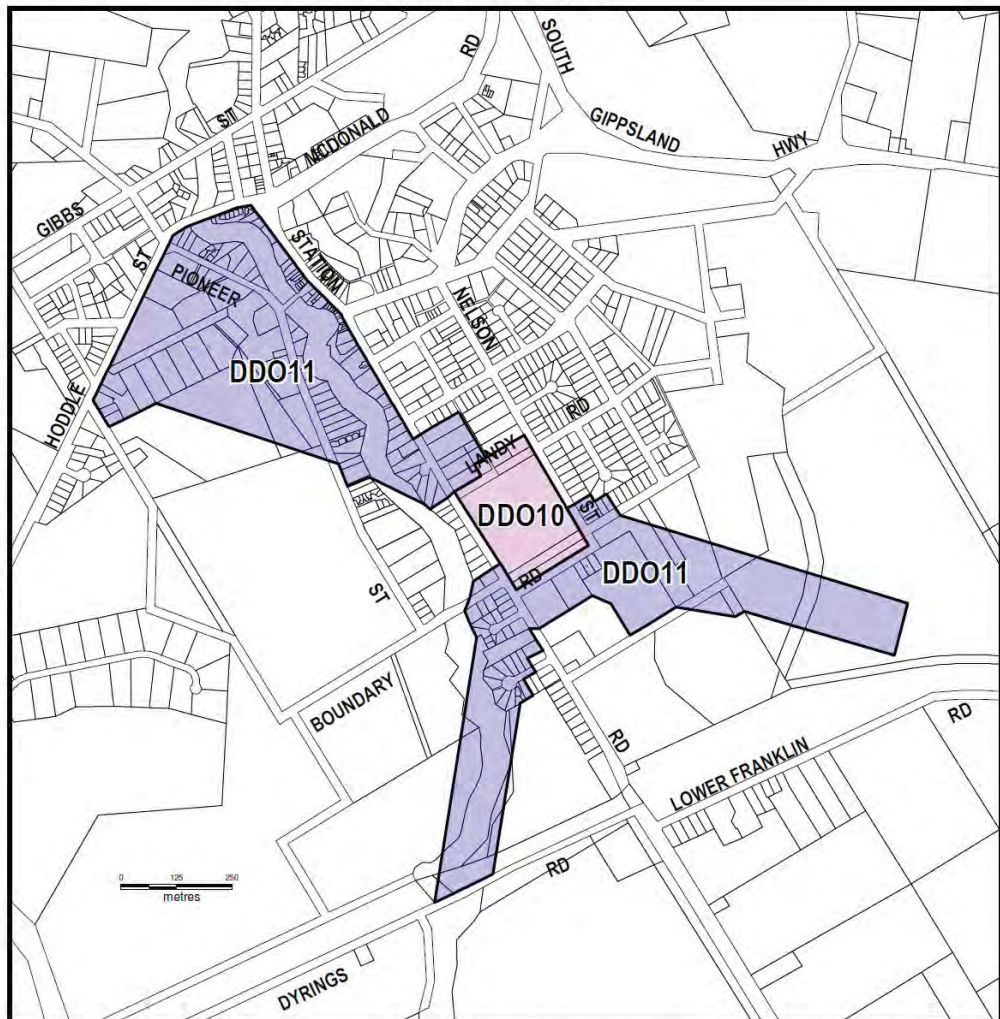 RD
SOUTH
GIPPSLAND
HWY
ST
MCDONALD
GIBBS
ST
STATION
PIONEER
NELSON
DDO11
HODDLE
RD
LANDY
DDO10
ST
DDO11
RD
ST
BOUNDARY
RD
RD
LOWER FRANKLIN
RD
DYRINGS
0 125 250
metres